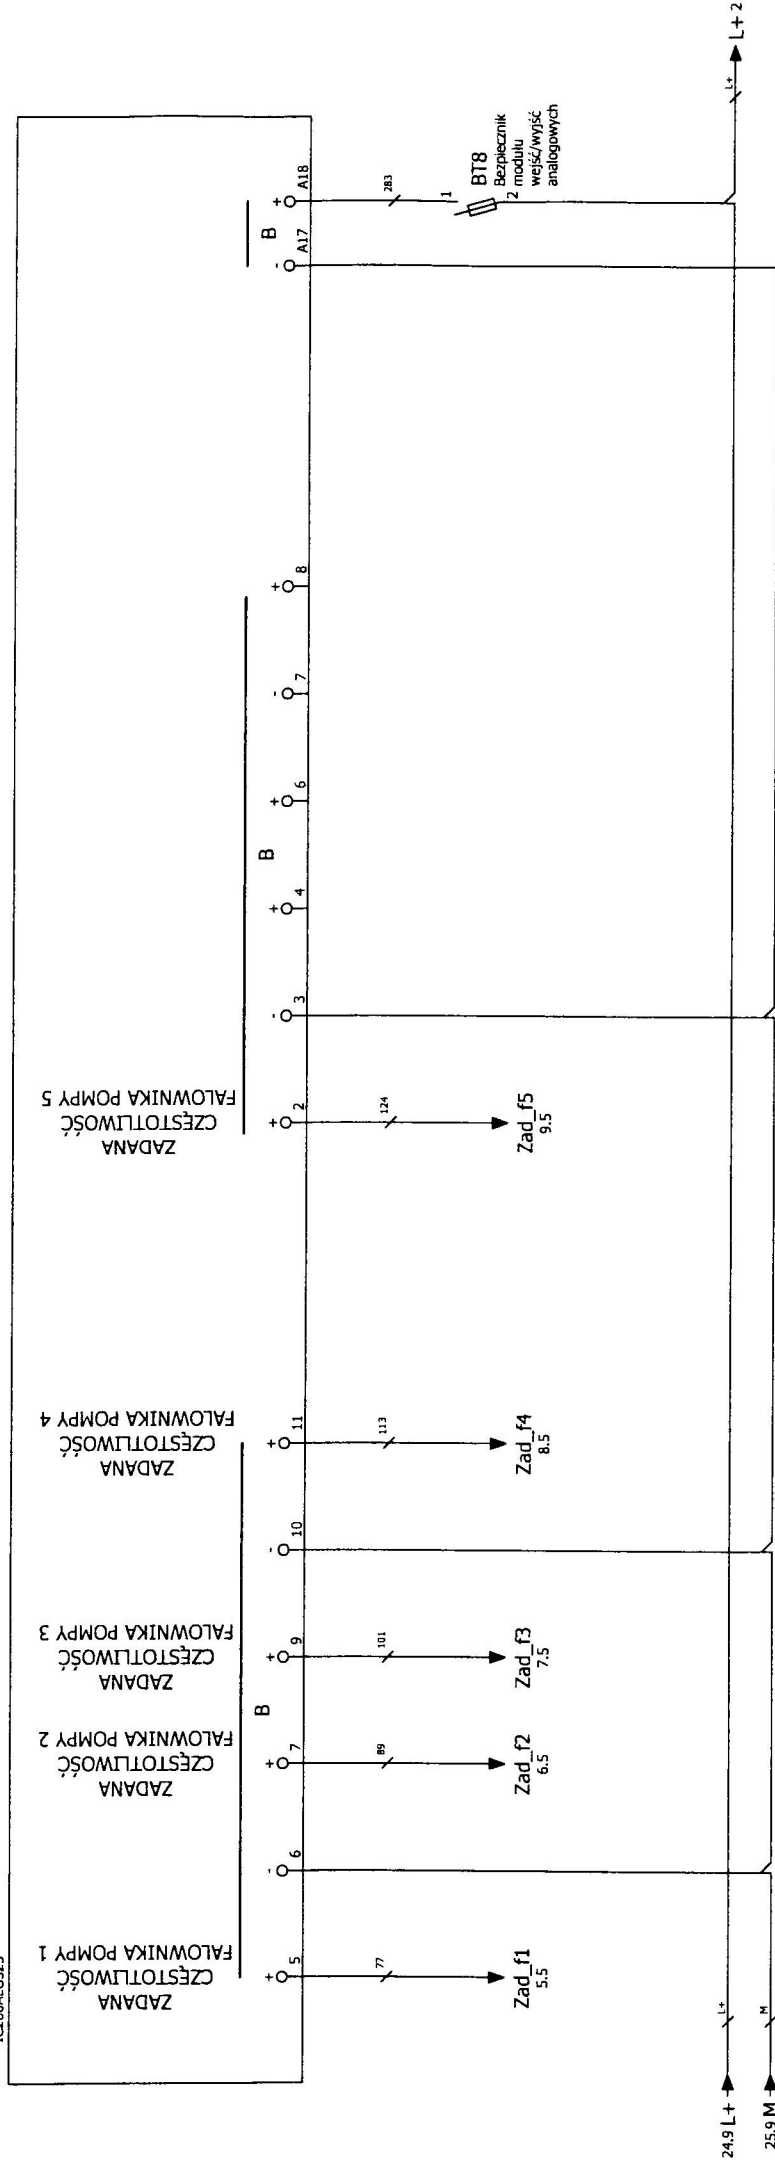 ZADANA
CZĘSTOTLIWOŚĆ
FALOWNIKA POMPY 1
ZADANA
CZĘSTOTLIWOŚĆ
FALOWNIKA POMPY 2
ZADANA
CZĘSTOTLIWOŚĆ
FALOWNIKA POMPY 3
ZADANA
CZĘSTOTLIWOŚĆ
FALOWNIKA POMPY 4
ZADANA
CZĘSTOTLIWOŚĆ
FALOWNIKA POMPY 5
B
B
B
+ - + + - + + - + + - + - +
5 6 7 9 10 11 2 3 4 6 7 8 A17 A18
77
89
101
113
124
283
Zad_f1
5.5
Zad_f2
6.5
Zad_f3
7.5
Zad_f4
8.5
Zad_f5
9.5
1
2
BT8
Bezpiecznik
modułu
wejść/wyjść
analogowych
24.9 L+
L+
L+
L+ 2
25.9 M
M